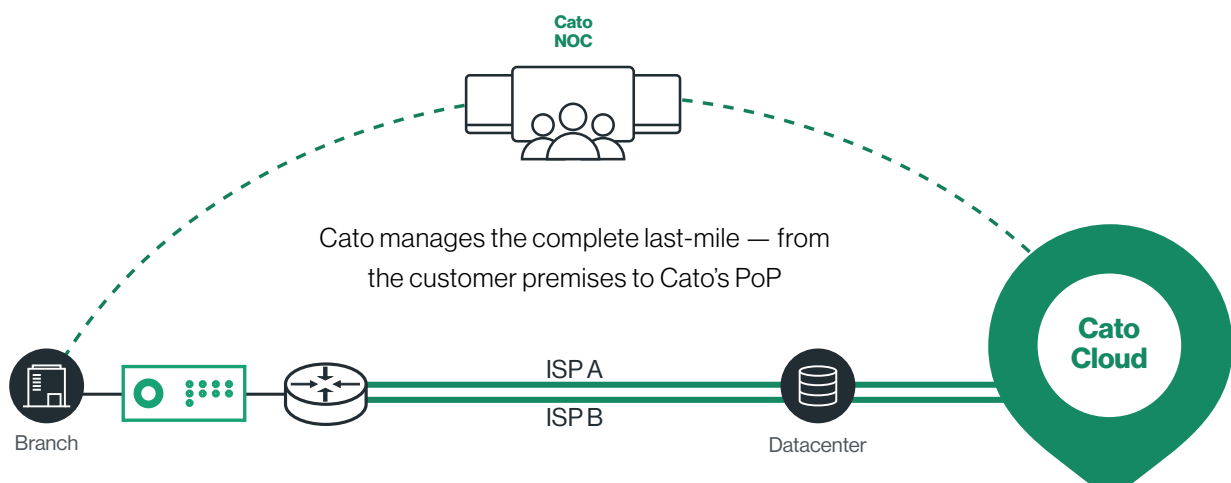 Cato
NOC
Cato manages the complete last-mile — from
the customer premises to Cato’s PoP
Cato
Cloud
ISP A
ISP B
Branch
Datacenter